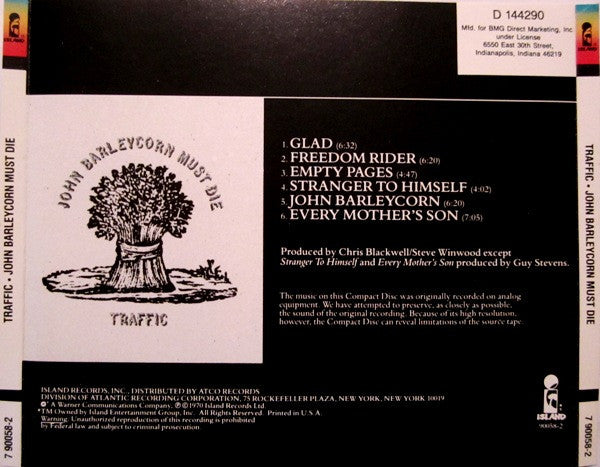 D 144290
Mfd. for BMG Direct Marketing, Inc.
under License
6550 East 30th Street,
Indianapolis, Indiana 46219
ISLAND
TRAFFIC • JOHN BARLEYCORN MUST DIE
7 90058-2
JOHN BARLEYCORN MUST DIE
TRAFFIC
1. GLAD (6:32)
2. FREEDOM RIDER (6:20)
3. EMPTY PAGES (4:47)
4. STRANGER TO HIMSELF (4:02)
5. JOHN BARLEYCORN (6:20)
6. EVERY MOTHER'S SON (7:05)
Produced by Chris Blackwell/Steve Winwood except
Stranger To Himself and Every Mother's Son produced by Guy Stevens.
The music on this Compact Disc was originally recorded on analog
equipment. We have attempted to preserve, as closely as possible,
the sound of the original recording. Because of its high resolution,
however, the Compact Disc can reveal limitations of the source tape.
ISLAND RECORDS, INC., DISTRIBUTED BY ATCO RECORDS
DIVISION OF ATLANTIC RECORDING CORPORATION, 75 ROCKEFELLER PLAZA, NEW YORK, NEW YORK 10019
A Warner Communications Company, ℗ © 1970 Island Records Ltd.
*TM Owned by Island Entertainment Group, Inc. All Rights Reserved. Printed in U.S.A.
Warning: Unauthorized reproduction of this recording is prohibited
by Federal law and subject to criminal prosecution.
ISLAND
90058-2
ISLAND
TRAFFIC • JOHN BARLEYCORN MUST DIE
7 90058-2